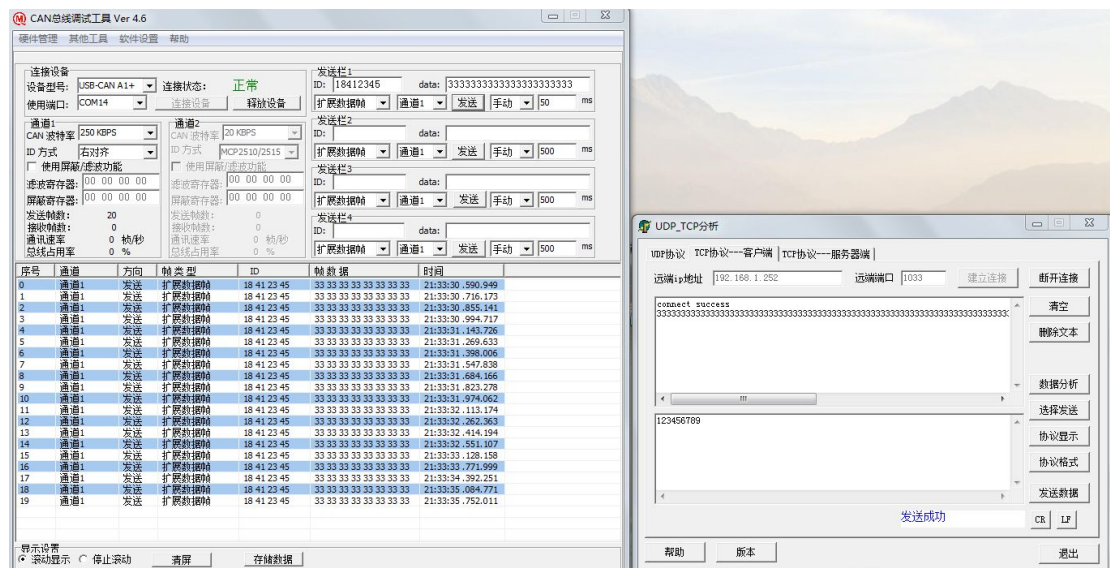 CAN总线调试工具 Ver 4.6
硬件管理 其他工具 软件设置 帮助
连接设备
设备型号: USB-CAN A1+ 连接状态: 正常
使用端口: COM14 连接设备 释放设备
通道1
CAN 波特率 250 KBPS
ID 方式 右对齐
使用屏蔽/滤波功能
滤波寄存器: 00 00 00 00
屏蔽寄存器: 00 00 00 00
发送帧数: 20
接收帧数: 0
通讯速率 0 帧/秒
总线占用率 0 %
通道2
CAN 波特率 20 KBPS
ID 方式 MCP2510/2515
使用屏蔽/滤波功能
滤波寄存器: 00 00 00 00
屏蔽寄存器: 00 00 00 00
发送帧数: 0
接收帧数: 0
通讯速率 0 帧/秒
总线占用率 0 %
发送栏1
ID: 18412345 data: 3333333333333333333333
扩展数据帧 通道1 发送 手动 50 ms
发送栏2
ID: data:
扩展数据帧 通道1 发送 手动 500 ms
发送栏3
ID: data:
扩展数据帧 通道1 发送 手动 500 ms
发送栏4
ID: data:
扩展数据帧 通道1 发送 手动 500 ms
序号 通道 方向 帧类型 ID 帧数据 时间
0 通道1 发送 扩展数据帧 18 41 23 45 33 33 33 33 33 33 33 33 21:33:30 .590.949
1 通道1 发送 扩展数据帧 18 41 23 45 33 33 33 33 33 33 33 33 21:33:30 .716.173
2 通道1 发送 扩展数据帧 18 41 23 45 33 33 33 33 33 33 33 33 21:33:30 .855.141
3 通道1 发送 扩展数据帧 18 41 23 45 33 33 33 33 33 33 33 33 21:33:30 .994.717
4 通道1 发送 扩展数据帧 18 41 23 45 33 33 33 33 33 33 33 33 21:33:31 .143.726
5 通道1 发送 扩展数据帧 18 41 23 45 33 33 33 33 33 33 33 33 21:33:31 .269.633
6 通道1 发送 扩展数据帧 18 41 23 45 33 33 33 33 33 33 33 33 21:33:31 .398.006
7 通道1 发送 扩展数据帧 18 41 23 45 33 33 33 33 33 33 33 33 21:33:31 .547.838
8 通道1 发送 扩展数据帧 18 41 23 45 33 33 33 33 33 33 33 33 21:33:31 .684.166
9 通道1 发送 扩展数据帧 18 41 23 45 33 33 33 33 33 33 33 33 21:33:31 .823.278
10 通道1 发送 扩展数据帧 18 41 23 45 33 33 33 33 33 33 33 33 21:33:31 .974.062
11 通道1 发送 扩展数据帧 18 41 23 45 33 33 33 33 33 33 33 33 21:33:32 .113.174
12 通道1 发送 扩展数据帧 18 41 23 45 33 33 33 33 33 33 33 33 21:33:32 .262.363
13 通道1 发送 扩展数据帧 18 41 23 45 33 33 33 33 33 33 33 33 21:33:32 .414.194
14 通道1 发送 扩展数据帧 18 41 23 45 33 33 33 33 33 33 33 33 21:33:32 .551.107
15 通道1 发送 扩展数据帧 18 41 23 45 33 33 33 33 33 33 33 33 21:33:33 .128.158
16 通道1 发送 扩展数据帧 18 41 23 45 33 33 33 33 33 33 33 33 21:33:33 .771.999
17 通道1 发送 扩展数据帧 18 41 23 45 33 33 33 33 33 33 33 33 21:33:34 .392.251
18 通道1 发送 扩展数据帧 18 41 23 45 33 33 33 33 33 33 33 33 21:33:35 .084.771
19 通道1 发送 扩展数据帧 18 41 23 45 33 33 33 33 33 33 33 33 21:33:35 .752.011
显示设置
滚动显示 停止滚动 清屏 存储数据
UDP_TCP分析
UDP协议 TCP协议---客户端 TCP协议---服务器端
远端ip地址 192.168.1.252 远端端口 1033 建立连接 断开连接
connect success
333333333333333333333333333333333333333333333333333333333333333333333333
清空
删除文本
数据分析
选择发送
123456789
协议显示
协议格式
发送数据
发送成功 CR LF
帮助 版本 退出